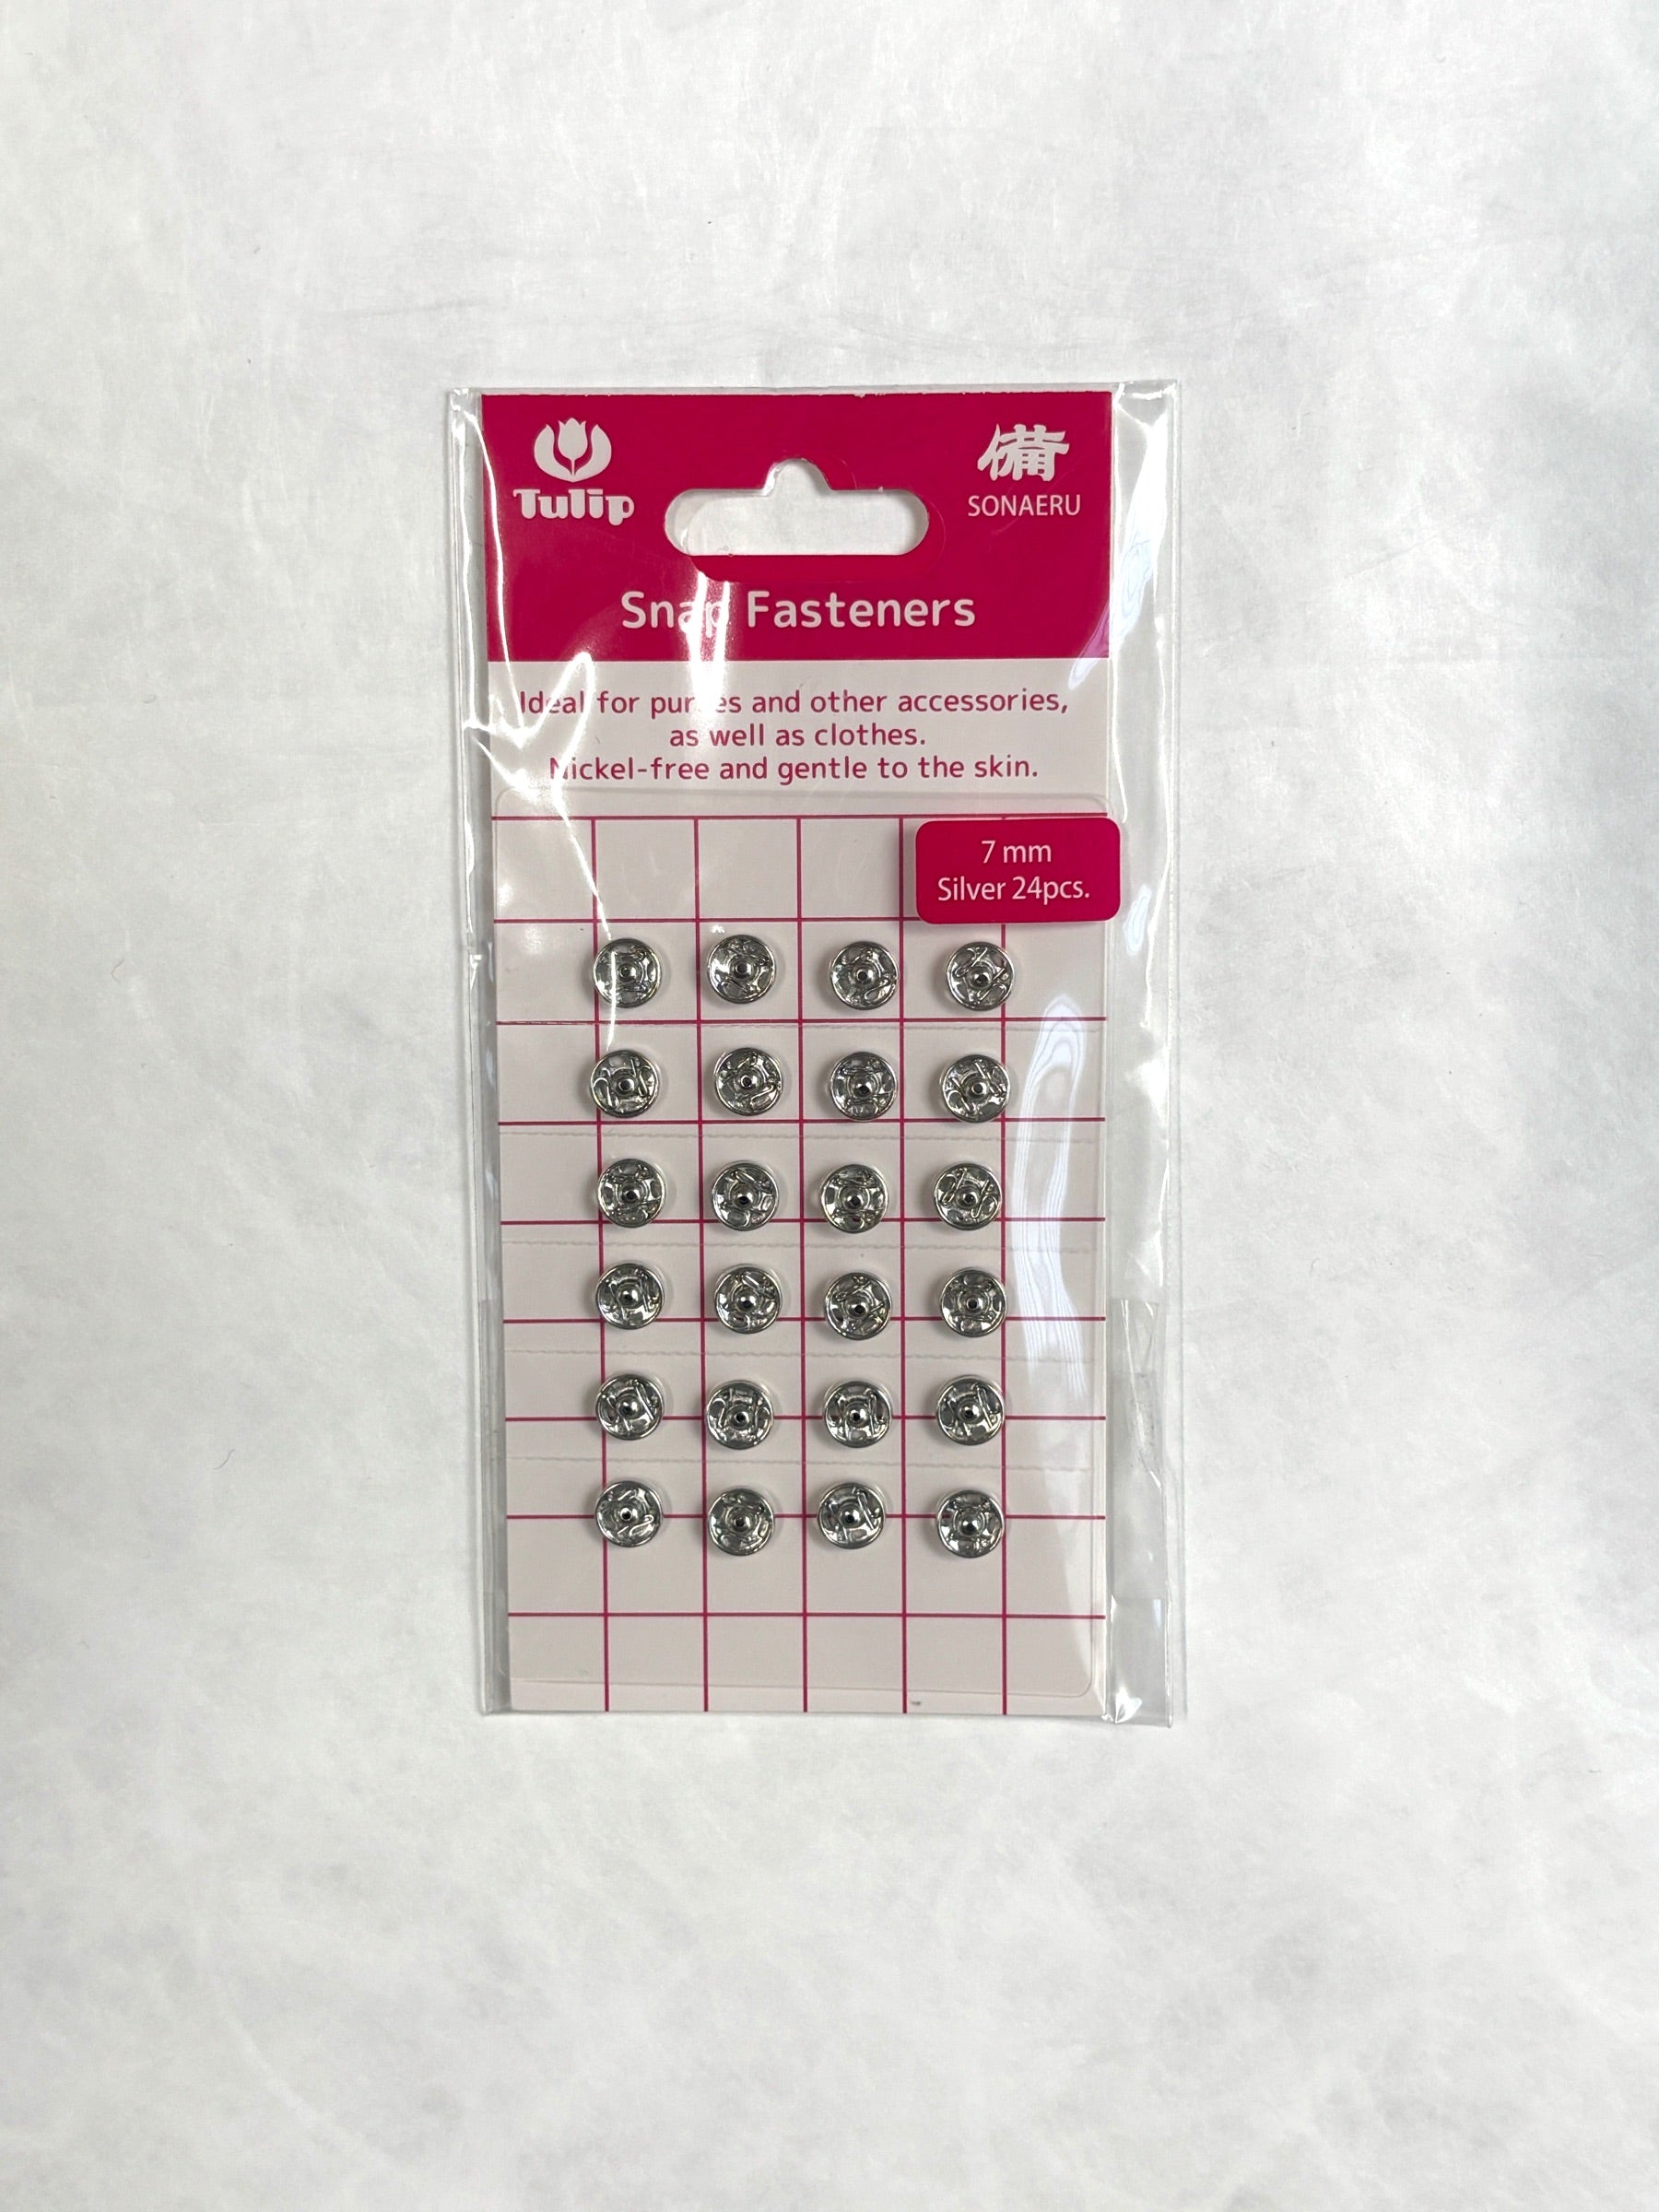 Tulip
備
SONAERU
Snap Fasteners
Ideal for purses and other accessories,
as well as clothes.
Nickel-free and gentle to the skin.
7 mm
Silver 24pcs.